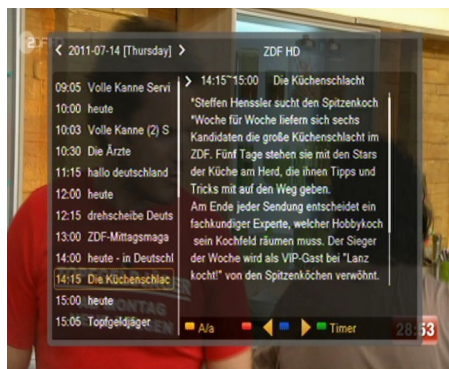 ZDF HD
< 2011-07-14 [Thursday] >
09:05 Volle Kanne Servi
10:00 heute
10:03 Volle Kanne (2) S
10:30 Die Ärzte
11:15 hallo deutschland
12:00 heute
12:15 drehscheibe Deuts
13:00 ZDF-Mittagsmaga
14:00 heute - in Deutschl
14:15 Die Küchenschlac
15:00 heute
15:05 Topfgeldjäger
> 14:15~15:00 Die Küchenschlacht
*Steffen Henssler sucht den Spitzenkoch
*Woche für Woche liefern sich sechs
Kandidaten die große Küchenschlacht im
ZDF. Fünf Tage stehen sie mit den Stars
der Küche am Herd, die ihnen Tipps und
Tricks mit auf den Weg geben.
Am Ende jeder Sendung entscheidet ein
fachkundiger Experte, welcher Hobbykoch
sein Kochfeld räumen muss. Der Sieger
der Woche wird als VIP-Gast bei "Lanz
kocht!" von den Spitzenköchen verwöhnt.
A/a
Timer
28:53
MONTAG